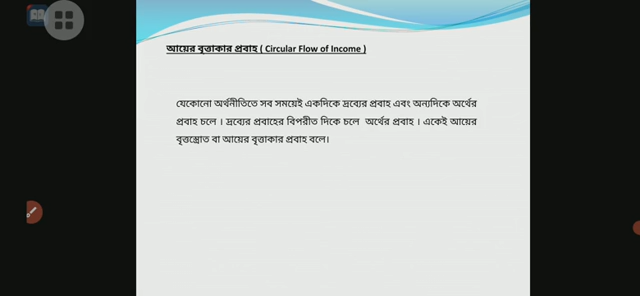 আয়ের বৃত্তাকার প্রবাহ ( Circular Flow of Income )
যেকোনো অর্থনীতিতে সব সময়েই একদিকে দ্রব্যের প্রবাহ এবং অন্যদিকে অর্থের
প্রবাহ চলে । দ্রব্যের প্রবাহের বিপরীত দিকে চলে অর্থের প্রবাহ । একেই আয়ের
বৃত্তস্রোত বা আয়ের বৃত্তাকার প্রবাহ বলে।